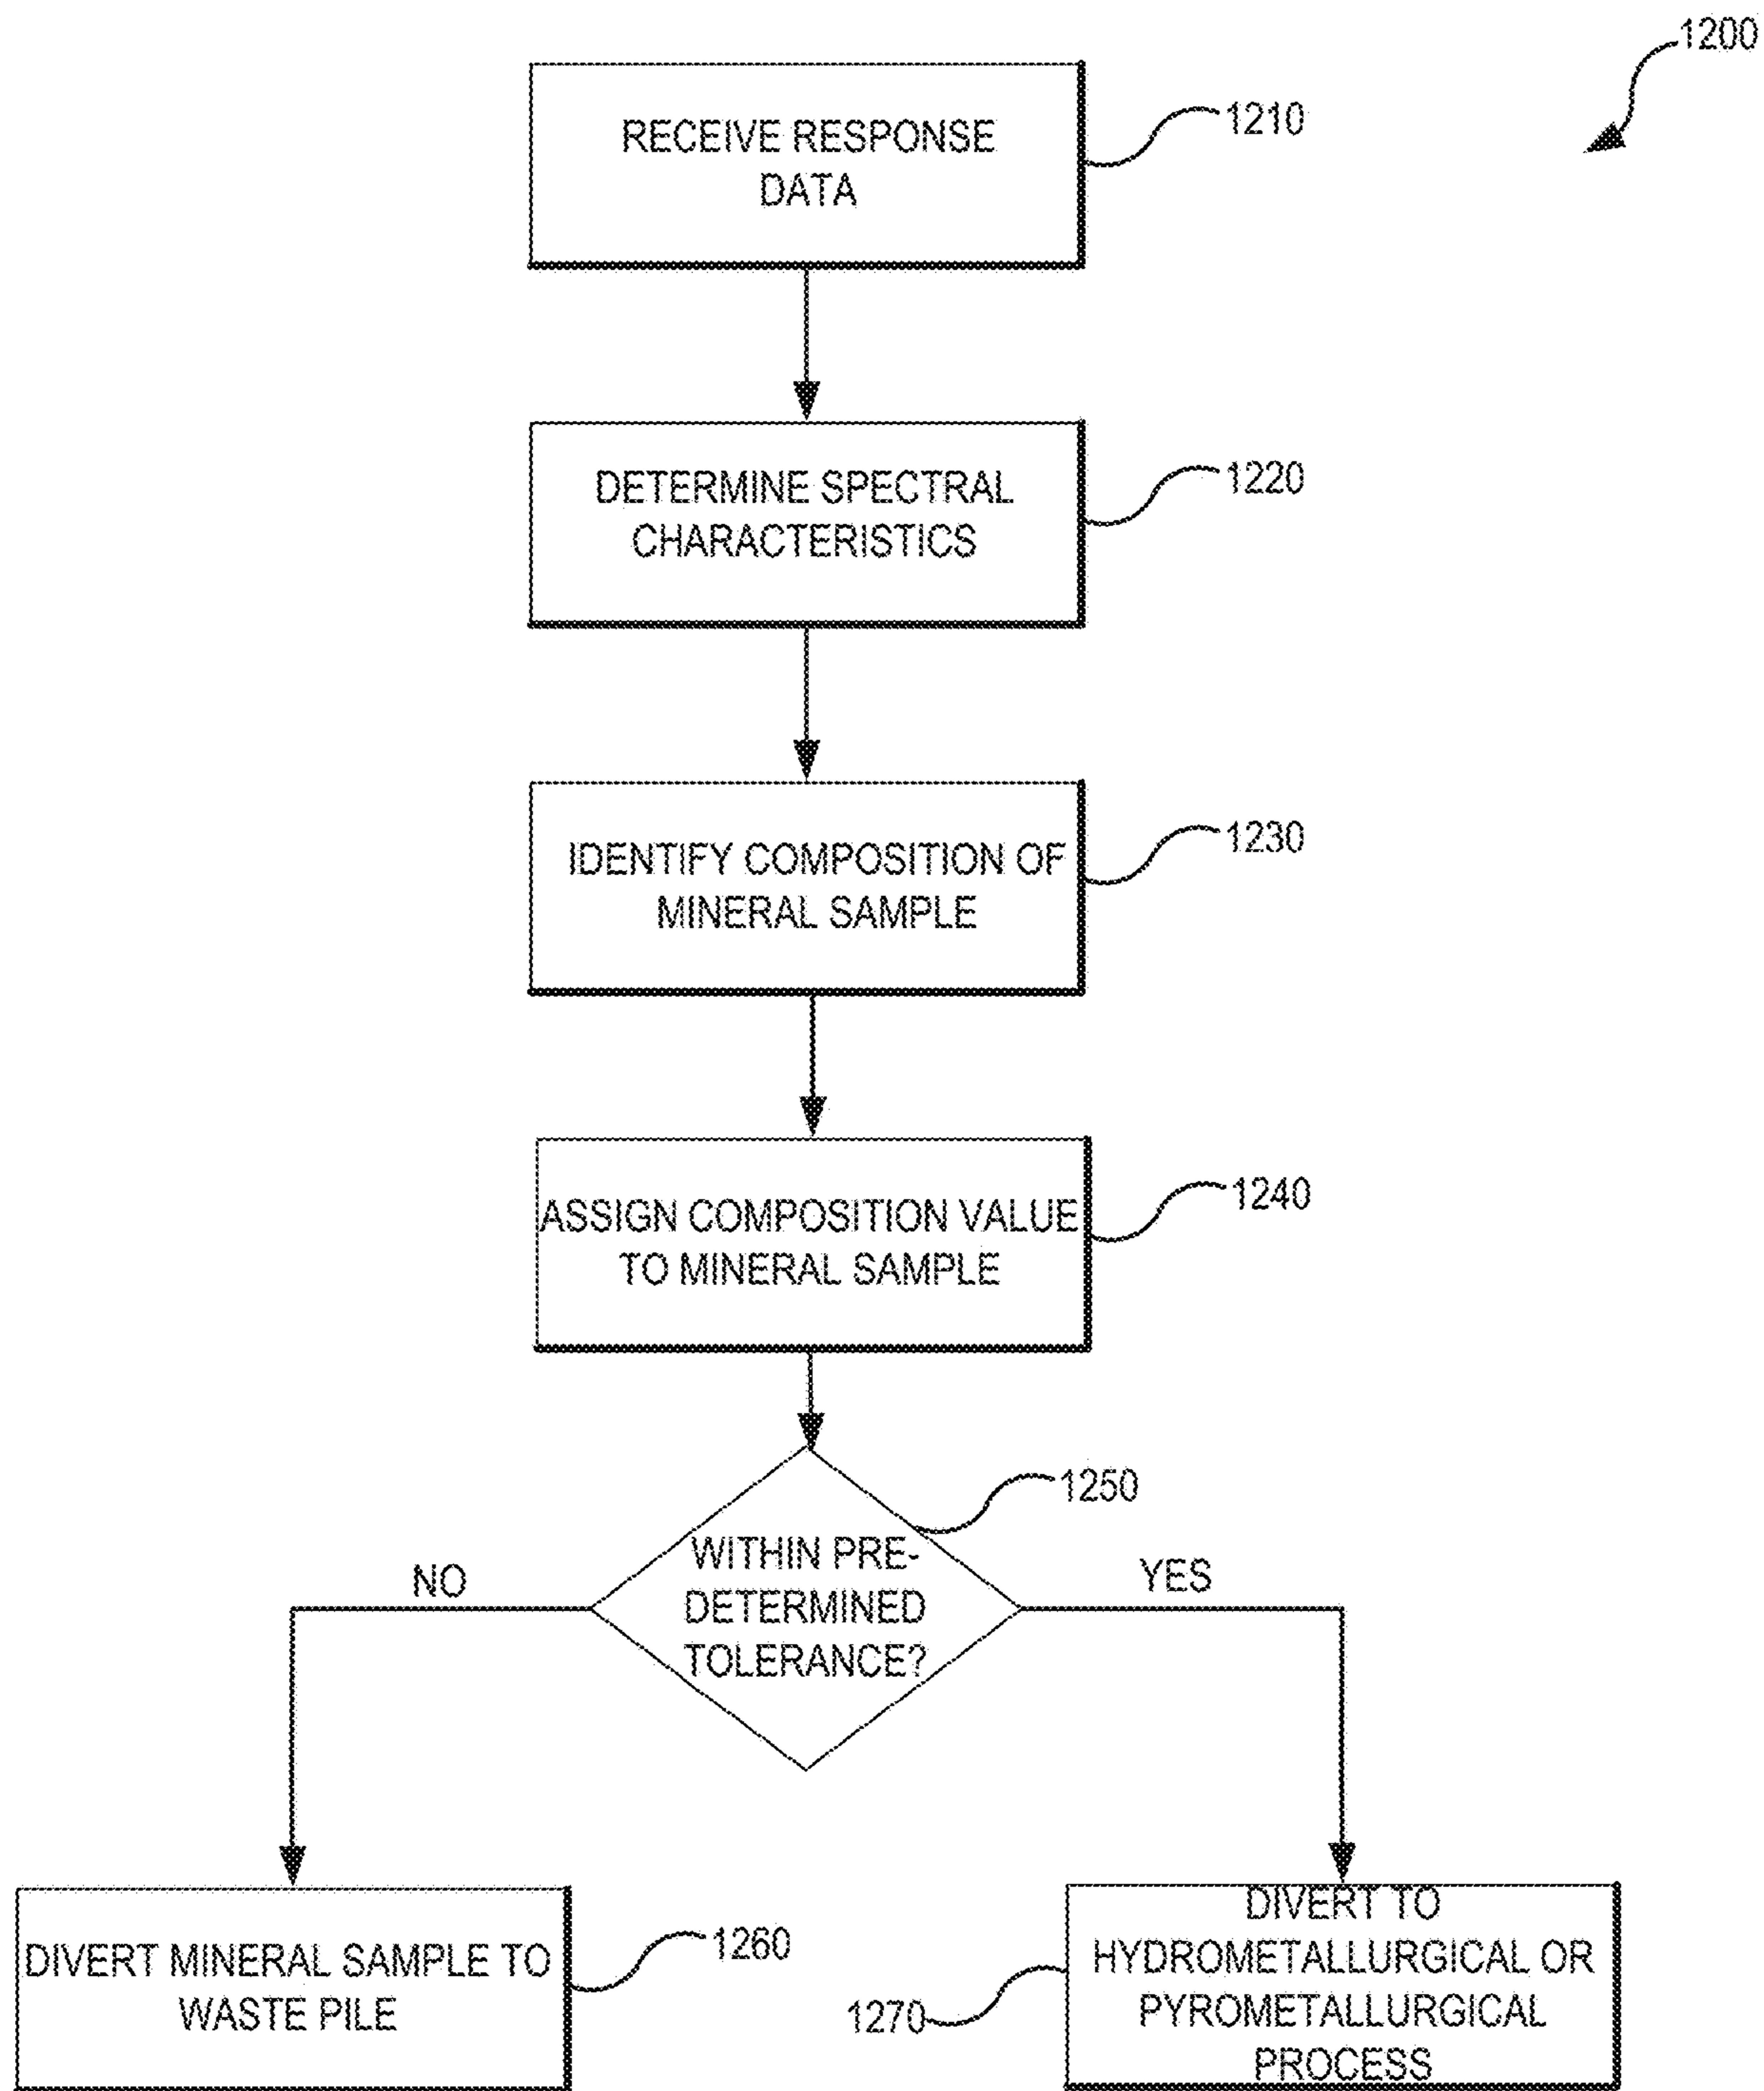 1200
RECEIVE RESPONSE
DATA
1210
DETERMINE SPECTRAL
CHARACTERISTICS
1220
IDENTIFY COMPOSITION OF
MINERAL SAMPLE
1230
ASSIGN COMPOSITION VALUE
TO MINERAL SAMPLE
1240
WITHIN PRE-
DETERMINED
TOLERANCE?
1250
NO
YES
DIVERT MINERAL SAMPLE TO
WASTE PILE
1260
DIVERT TO
HYDROMETALLURGICAL OR
PYROMETALLURGICAL
PROCESS
1270